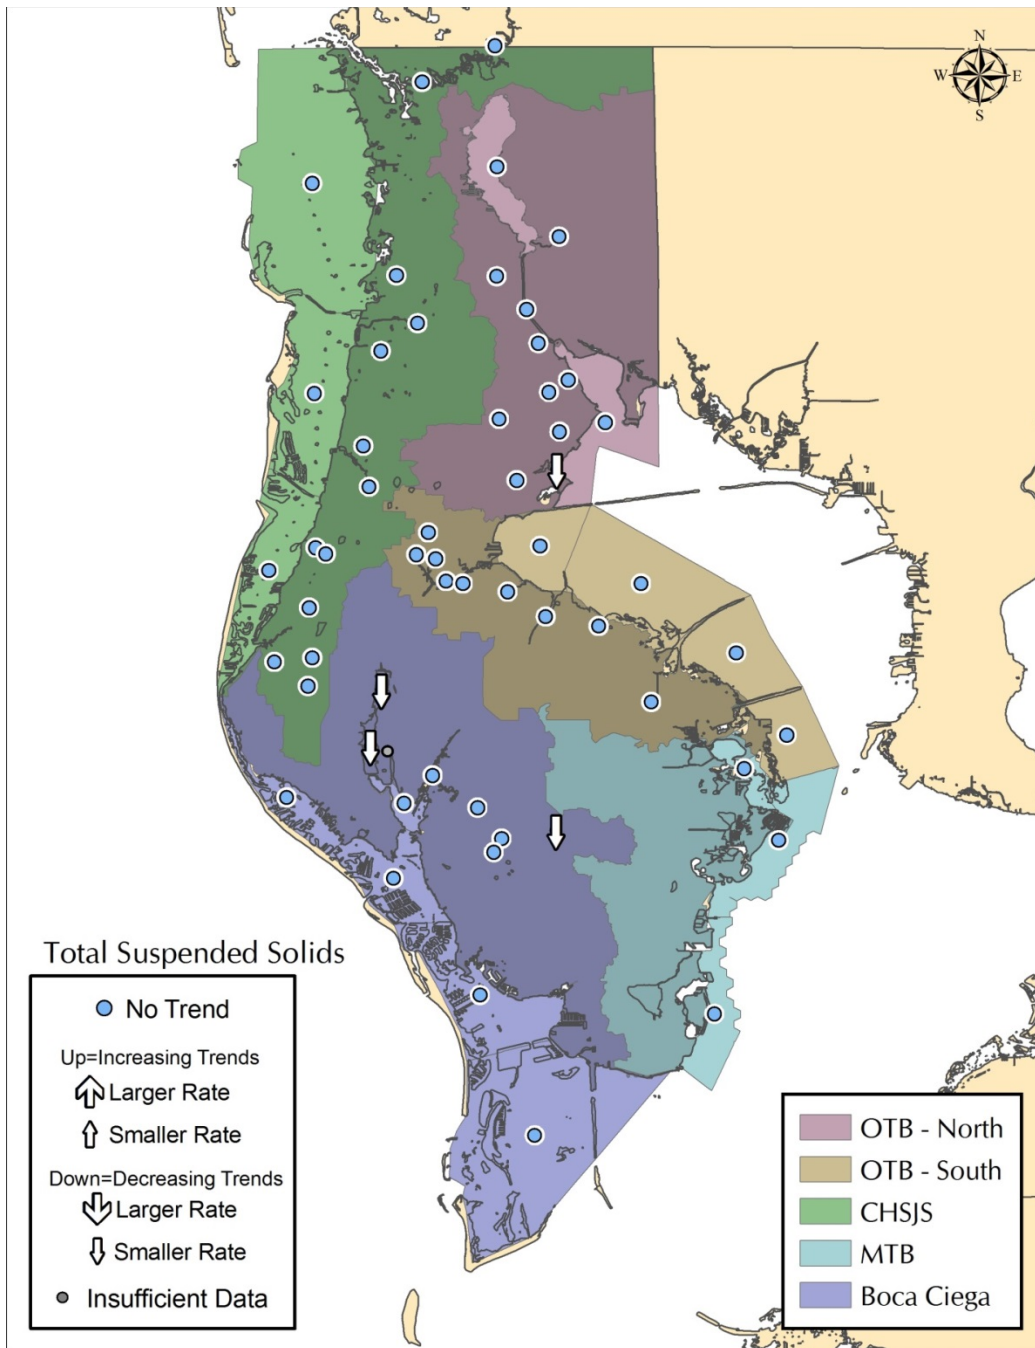 N
W E
S
Total Suspended Solids
No Trend
Up=Increasing Trends
Larger Rate
Smaller Rate
Down=Decreasing Trends
Larger Rate
Smaller Rate
Insufficient Data
OTB - North
OTB - South
CHSJS
MTB
Boca Ciega